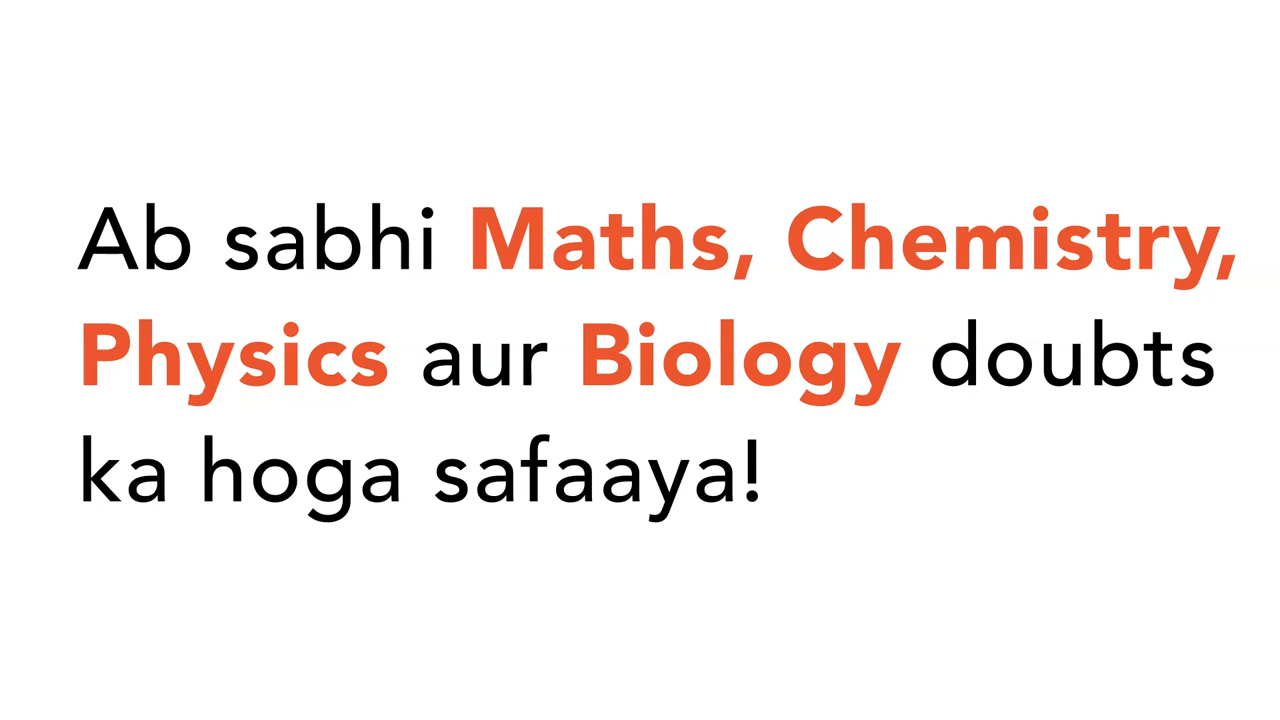 Ab sabhi Maths, Chemistry,
Physics aur Biology doubts
ka hoga safaaya!